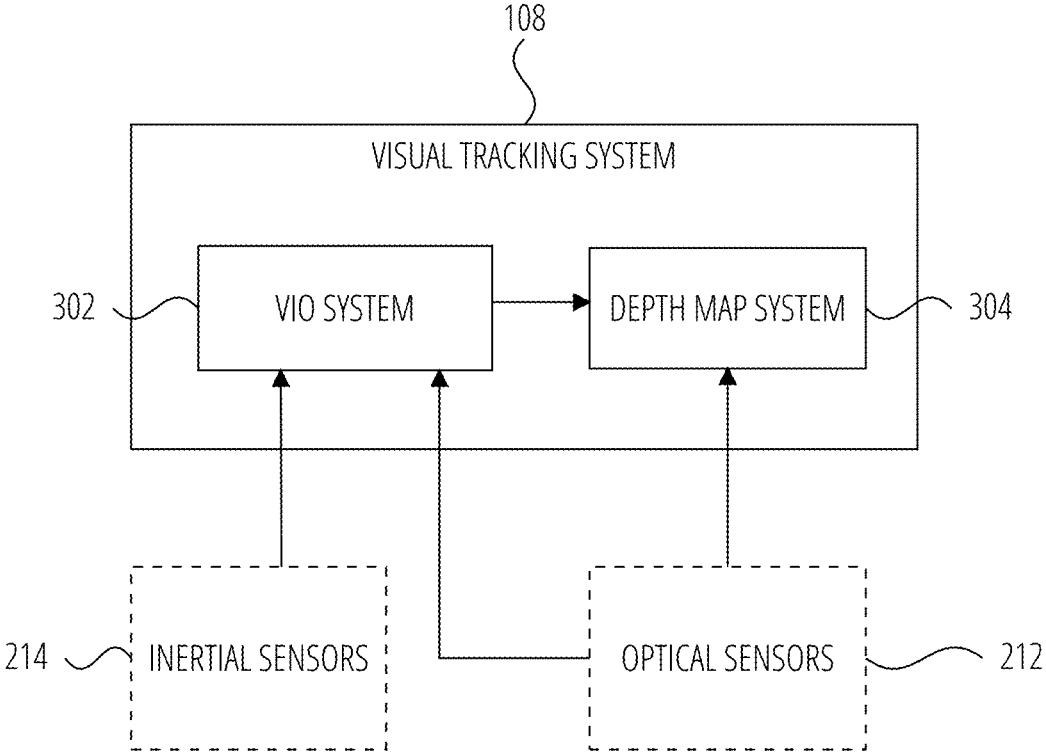 108
VISUAL TRACKING SYSTEM
302
VIO SYSTEM
DEPTH MAP SYSTEM
304
214
INERTIAL SENSORS
OPTICAL SENSORS
212